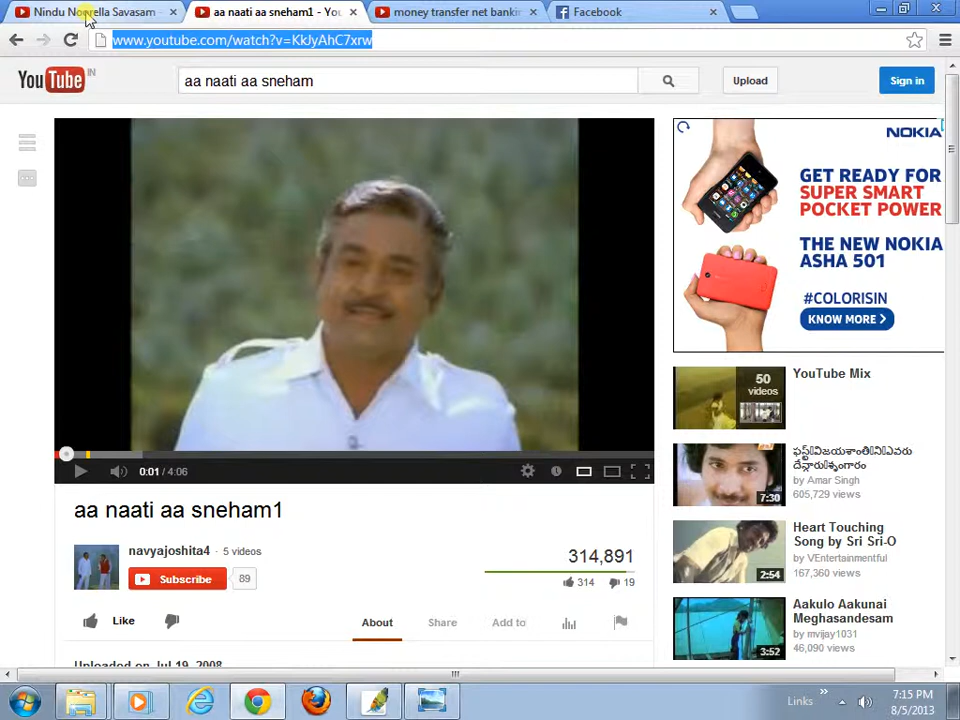 Nindu Noorella Savasam
aa naati aa sneham1 - You
money transfer net bankin
Facebook
www.youtube.com/watch?v=KkJyAhC7xrw
YouTube IN
aa naati aa sneham
Upload
Sign in
NOKIA
GET READY FOR
SUPER SMART
POCKET POWER
THE NEW NOKIA
ASHA 501
#COLORISIN
KNOW MORE
50
videos
YouTube Mix
by Amar Singh
605,729 views
7:30
Heart Touching
Song by Sri Sri-O
by VEntertainmentful
167,360 views
2:54
Aakulo Aakunai
Meghasandesam
by mvijay1031
46,090 views
3:52
0:01 / 4:06
aa naati aa sneham1
navyajoshita4 · 5 videos
Subscribe
89
314,891
314
19
Like
About
Share
Add to
Uploaded on Jul 19, 2008
Links
7:15 PM
8/5/2013